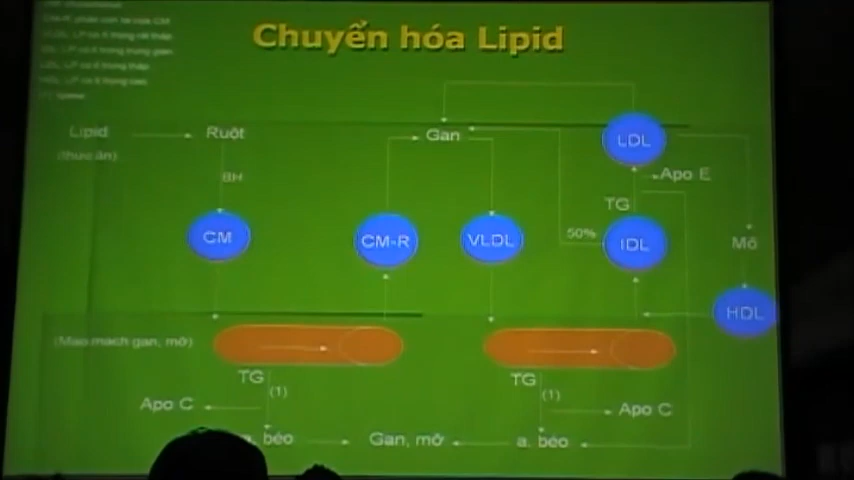 Chuyển hóa Lipid
Lipid
(thức ăn)
Ruột
BH
Gan
LDL
Apo E
TG
CM
CM-R
VLDL
50%
IDL
Mô
HDL
(Mao mạch gan, mỡ)
TG
(1)
Apo C
TG
(1)
Apo C
a. béo
Gan, mỡ
a. béo